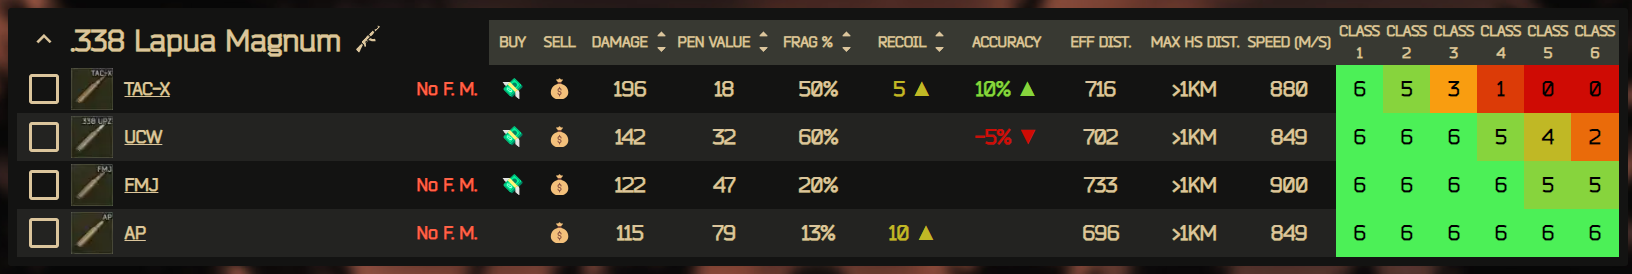 .338 Lapua Magnum BUY SELL DAMAGE PEN VALUE FRAG % RECOIL ACCURACY EFF DIST. MAX HS DIST. SPEED (M/S) CLASS 1 CLASS 2 CLASS 3 CLASS 4 CLASS 5 CLASS 6
TAC-X TAC-X No F. M. 196 18 50% 5 ▲ 10% ▲ 716 >1KM 880 6 5 3 1 0 0
.338 UPZ UCW 142 32 60% -5% ▼ 702 >1KM 849 6 6 6 5 4 2
FMJ FMJ No F. M. 122 47 20% 733 >1KM 900 6 6 6 6 5 5
AP AP No F. M. 115 79 13% 10 ▲ 696 >1KM 849 6 6 6 6 6 6